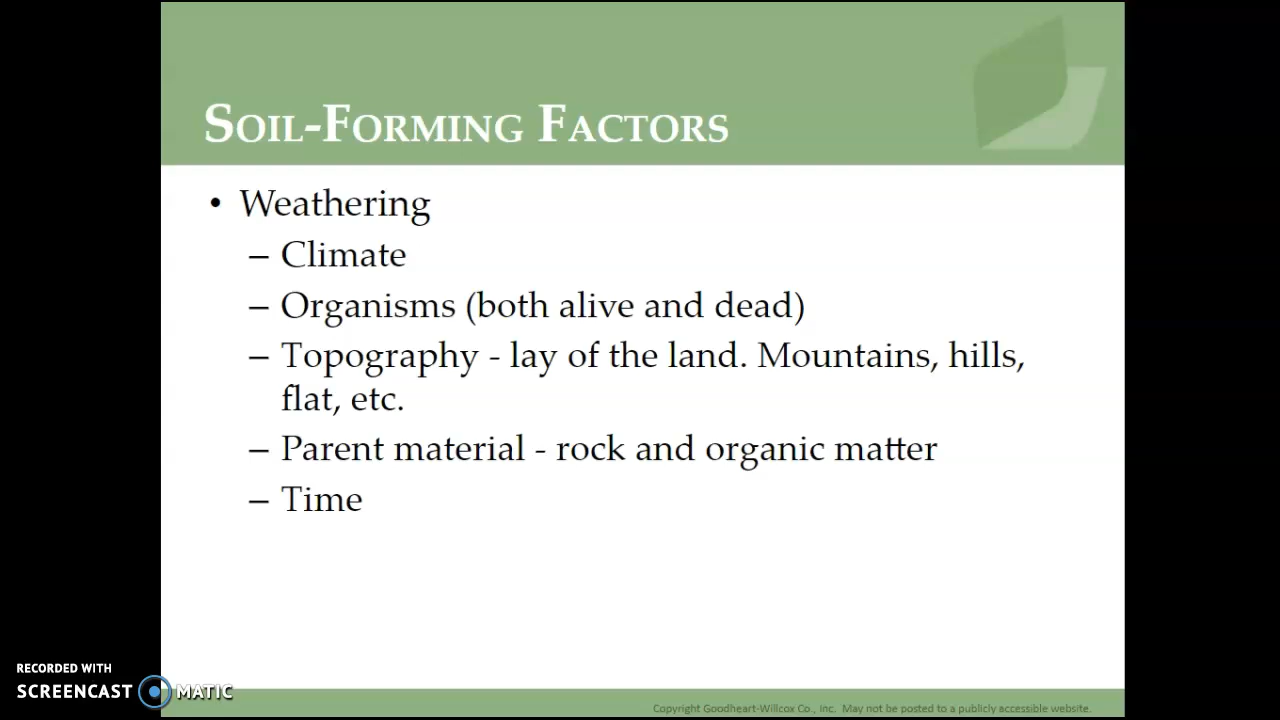 SOIL-FORMING FACTORS
• Weathering
– Climate
– Organisms (both alive and dead)
– Topography - lay of the land. Mountains, hills,
flat, etc.
– Parent material - rock and organic matter
– Time
RECORDED WITH
SCREENCAST MATIC
Copyright Goodheart-Willcox Co., Inc. May not be posted to a publicly accessible website.